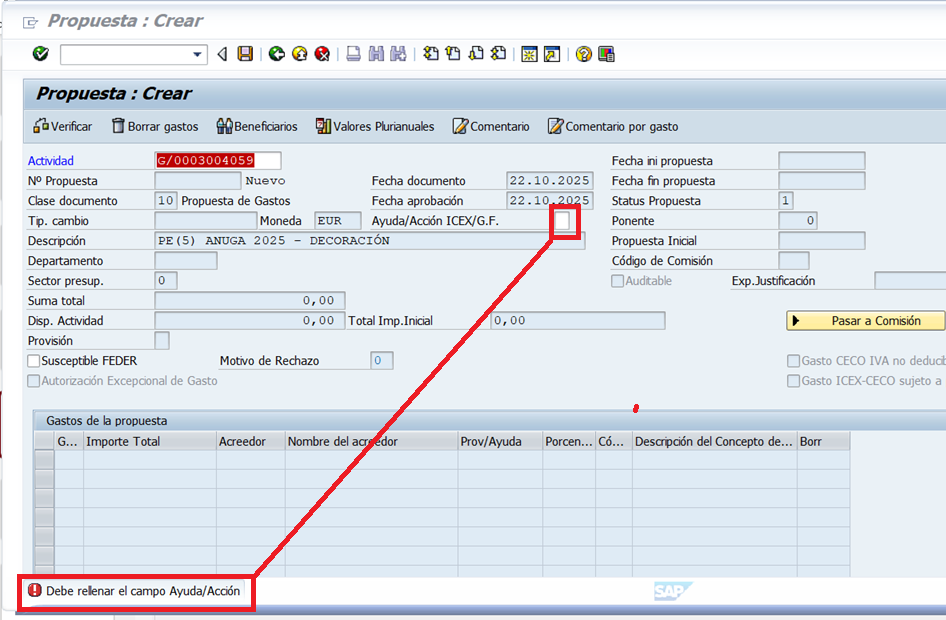 Propuesta : Crear
Propuesta : Crear
Verificar Borrar gastos Beneficiarios Valores Plurianuales Comentario Comentario por gasto
Actividad G/0003004059 Fecha ini propuesta
Nº Propuesta Nuevo Fecha documento 22.10.2025 Fecha fin propuesta
Clase documento 10 Propuesta de Gastos Fecha aprobación 22.10.2025 Status Propuesta 1
Tip. cambio Moneda EUR Ayuda/Acción ICEX/G.F. Ponente 0
Descripción PE(5) ANUGA 2025 - DECORACIÓN Propuesta Inicial
Departamento Código de Comisión
Sector presup. 0 Auditable Exp.Justificación
Suma total 0,00
Disp. Actividad 0,00 Total Imp.Inicial 0,00 Pasar a Comisión
Provisión
Susceptible FEDER Motivo de Rechazo 0 Gasto CECO IVA no deducib
Autorización Excepcional de Gasto Gasto ICEX-CECO sujeto a
Gastos de la propuesta
G... Importe Total Acreedor Nombre del acreedor Prov/Ayuda Porcen... Có... Descripción del Concepto de... Borr
Debe rellenar el campo Ayuda/Acción SAP